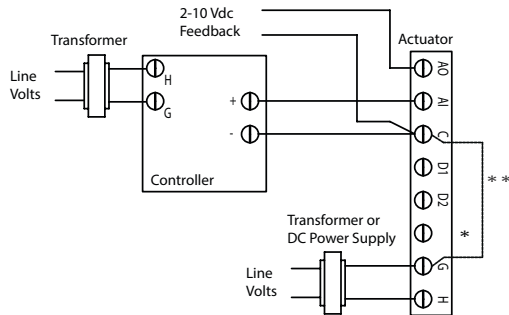 2-10 Vdc
Feedback
Transformer
Actuator
Line
Volts
H
G
+
-
Controller
AO
AI
C
D1
D2
* *
*
G
H
Transformer or
DC Power Supply
Line
Volts